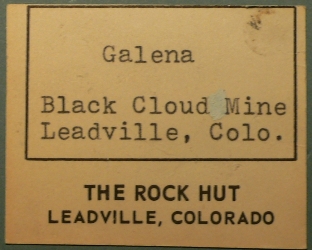 Galena
Black Cloud Mine
Leadville, Colo.
THE ROCK HUT
LEADVILLE, COLORADO